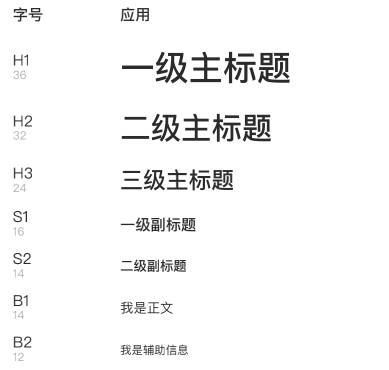 字号 应用
H1 一级主标题
36
H2 二级主标题
32
H3 三级主标题
24
S1 一级副标题
16
S2 二级副标题
14
B1 我是正文
14
B2 我是辅助信息
12